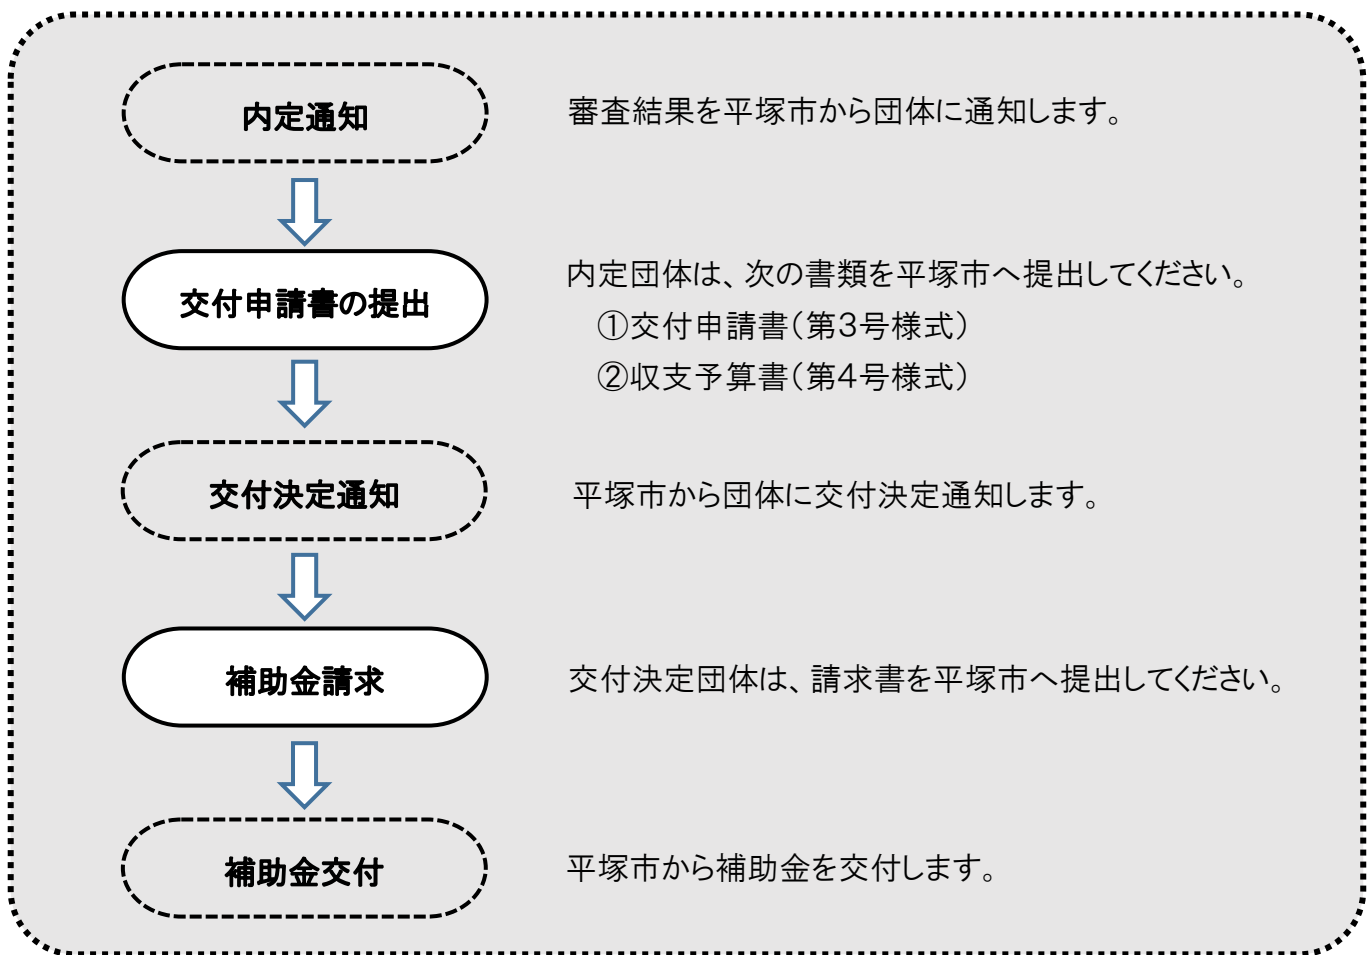 内定通知
審査結果を平塚市から団体に通知します。
交付申請書の提出
内定団体は、次の書類を平塚市へ提出してください。
①交付申請書(第3号様式)
②収支予算書(第4号様式)
交付決定通知
平塚市から団体に交付決定通知します。
補助金請求
交付決定団体は、請求書を平塚市へ提出してください。
補助金交付
平塚市から補助金を交付します。